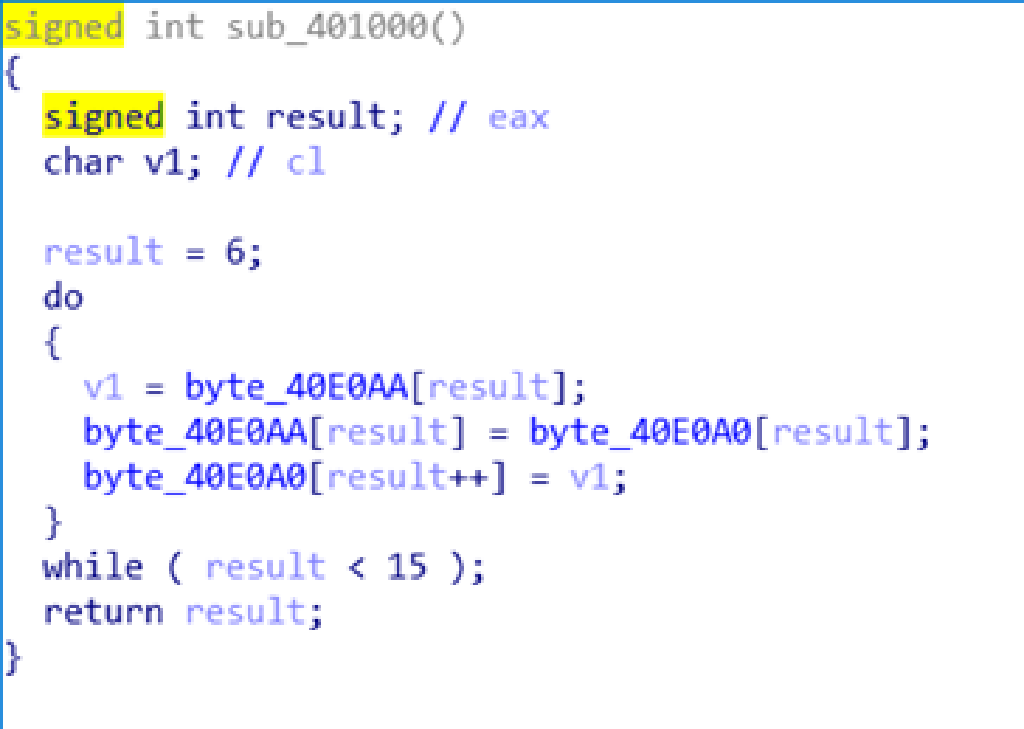 signed int sub_401000()
{
signed int result; // eax
char v1; // cl
result = 6;
do
{
v1 = byte_40E0AA[result];
byte_40E0AA[result] = byte_40E0A0[result];
byte_40E0A0[result++] = v1;
}
while ( result < 15 );
return result;
}